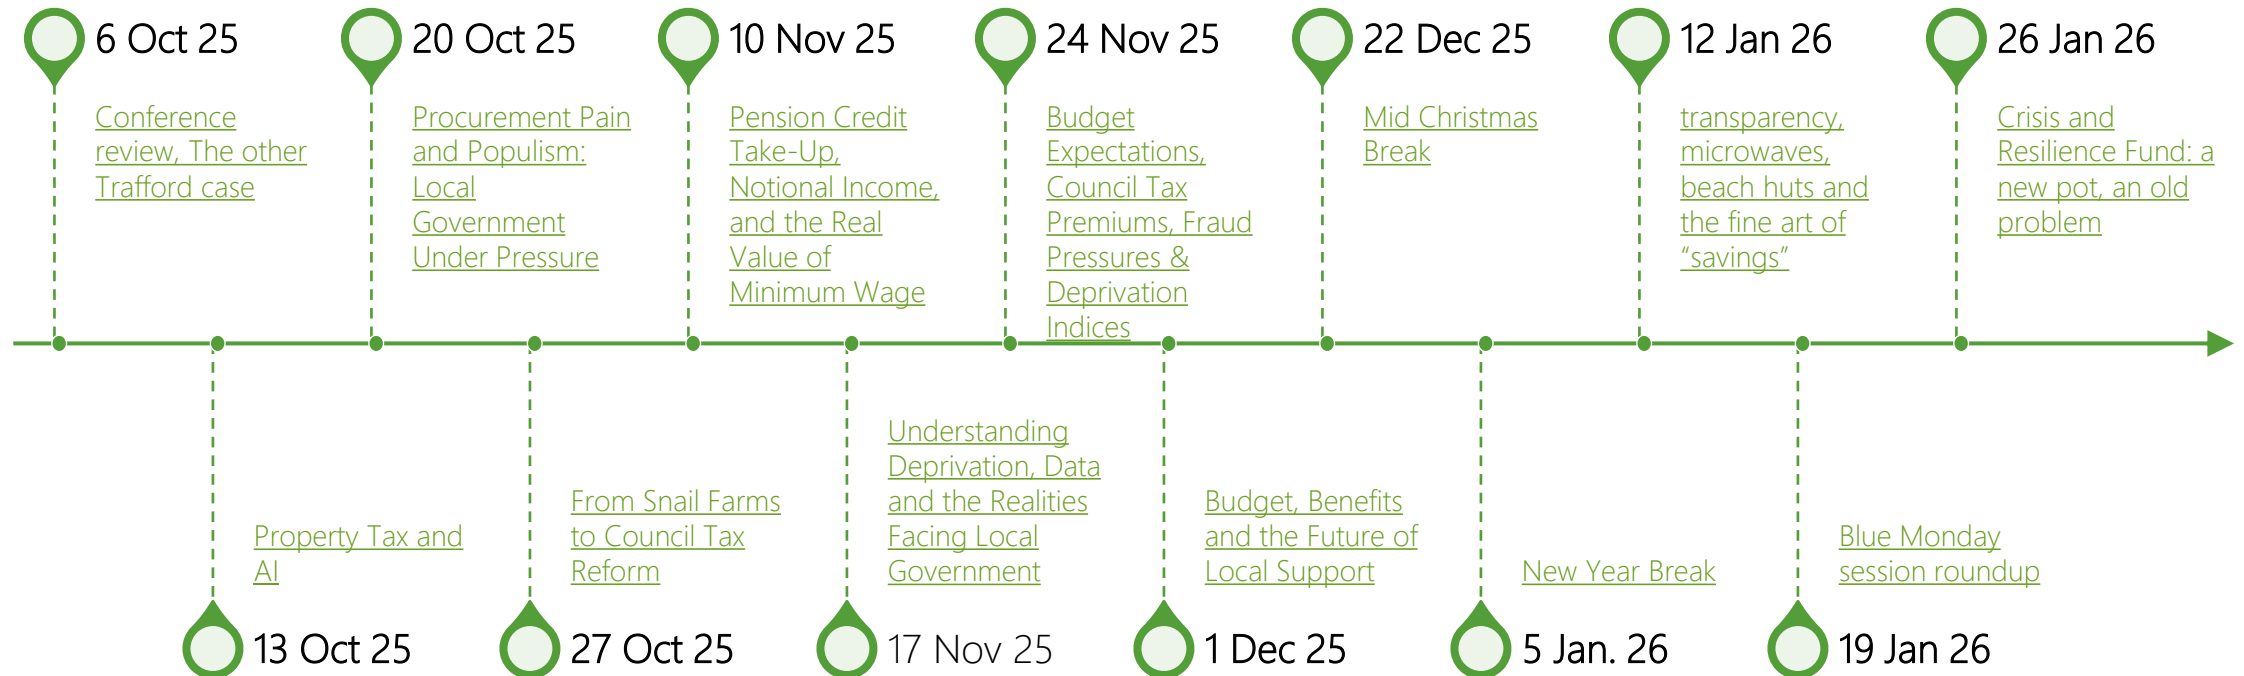 6 Oct 25
Conference
review, The other
Trafford case
13 Oct 25
Property Tax and
AI
20 Oct 25
Procurement Pain
and Populism:
Local
Government
Under Pressure
27 Oct 25
From Snail Farms
to Council Tax
Reform
10 Nov 25
Pension Credit
Take-Up,
Notional Income,
and the Real
Value of
Minimum Wage
17 Nov 25
Understanding
Deprivation, Data
and the Realities
Facing Local
Government
24 Nov 25
Budget
Expectations,
Council Tax
Premiums, Fraud
Pressures &
Deprivation
Indices
1 Dec 25
Budget, Benefits
and the Future of
Local Support
22 Dec 25
Mid Christmas
Break
5 Jan. 26
New Year Break
12 Jan 26
transparency,
microwaves,
beach huts and
the fine art of
“savings”
19 Jan 26
Blue Monday
session roundup
26 Jan 26
Crisis and
Resilience Fund: a
new pot, an old
problem